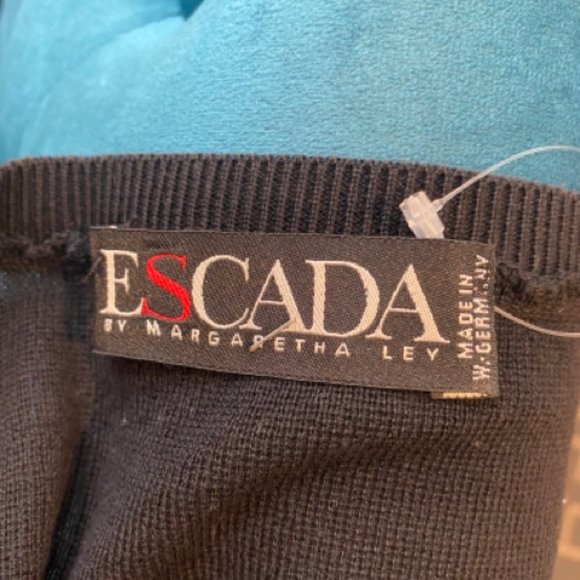 ESCADA
BY MARGARETHA LEY
MADE IN
W. GERMANY